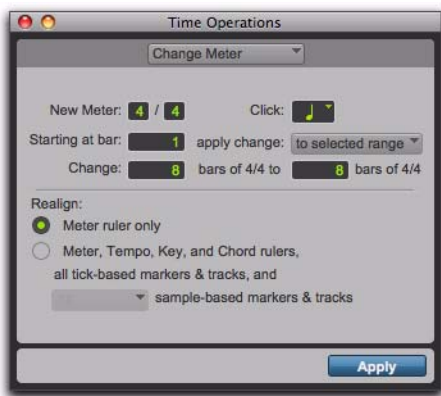 Time Operations
Change Meter
New Meter: 4 / 4 Click:
Starting at bar: 1 apply change: to selected range
Change: 8 bars of 4/4 to 8 bars of 4/4
Realign:
Meter ruler only
Meter, Tempo, Key, and Chord rulers,
all tick-based markers & tracks, and
sample-based markers & tracks
Apply